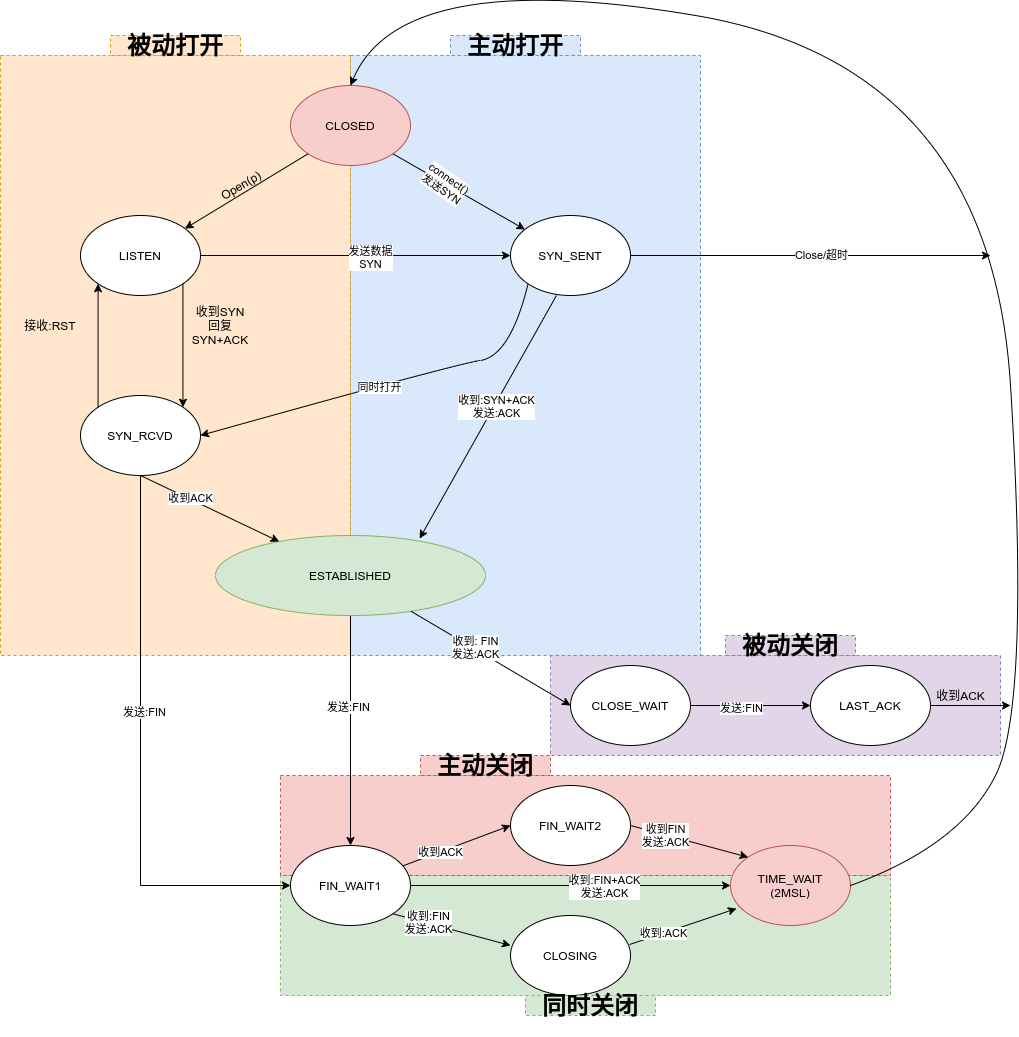 被动打开
主动打开
CLOSED
Open(p)
connect()
发送SYN
LISTEN
发送数据
SYN
SYN_SENT
Close/超时
接收:RST
收到SYN
回复
SYN+ACK
同时打开
收到:SYN+ACK
发送:ACK
SYN_RCVD
收到ACK
ESTABLISHED
收到: FIN
发送:ACK
被动关闭
CLOSE_WAIT
发送:FIN
LAST_ACK
收到ACK
发送:FIN
发送:FIN
主动关闭
FIN_WAIT2
收到FIN
发送:ACK
收到ACK
FIN_WAIT1
收到:FIN+ACK
发送:ACK
TIME_WAIT
(2MSL)
收到:FIN
发送:ACK
收到:ACK
CLOSING
同时关闭